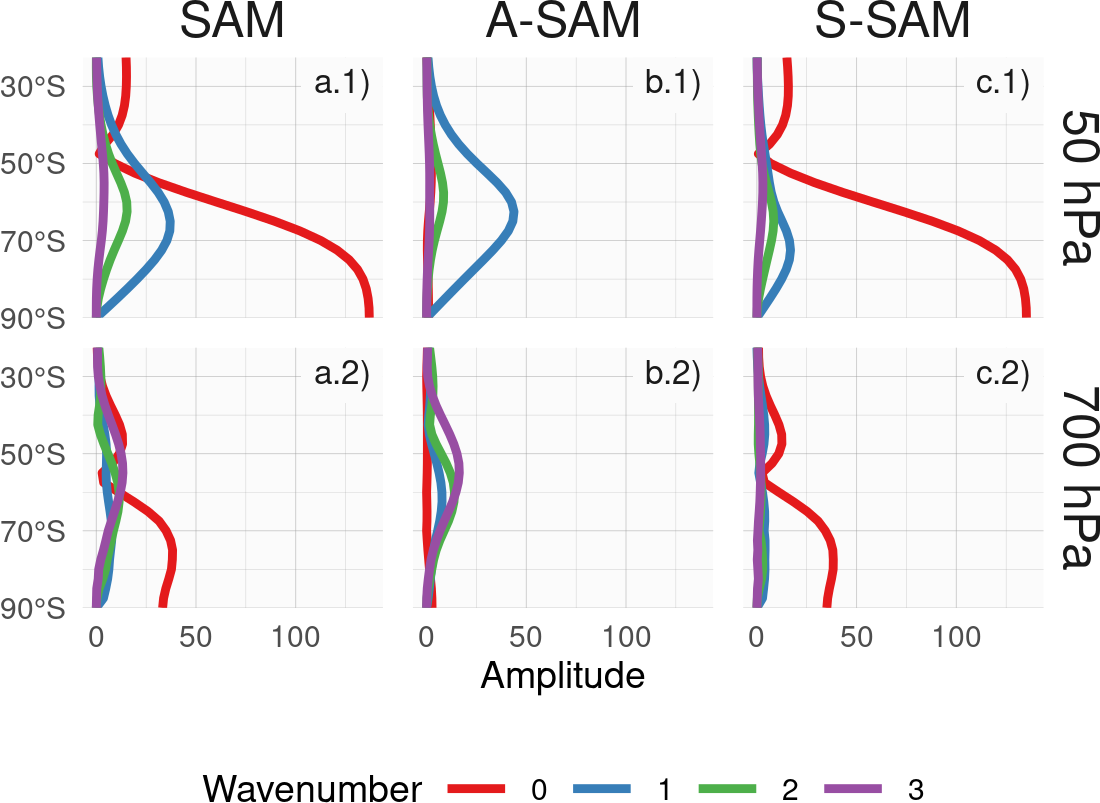 SAM A-SAM S-SAM
30°S a.1) b.1) c.1)
50°S
70°S
90°S
50 hPa
30°S a.2) b.2) c.2)
50°S
70°S
90°S
700 hPa
0 50 100 0 50 100 0 50 100
Amplitude
Wavenumber 0 1 2 3